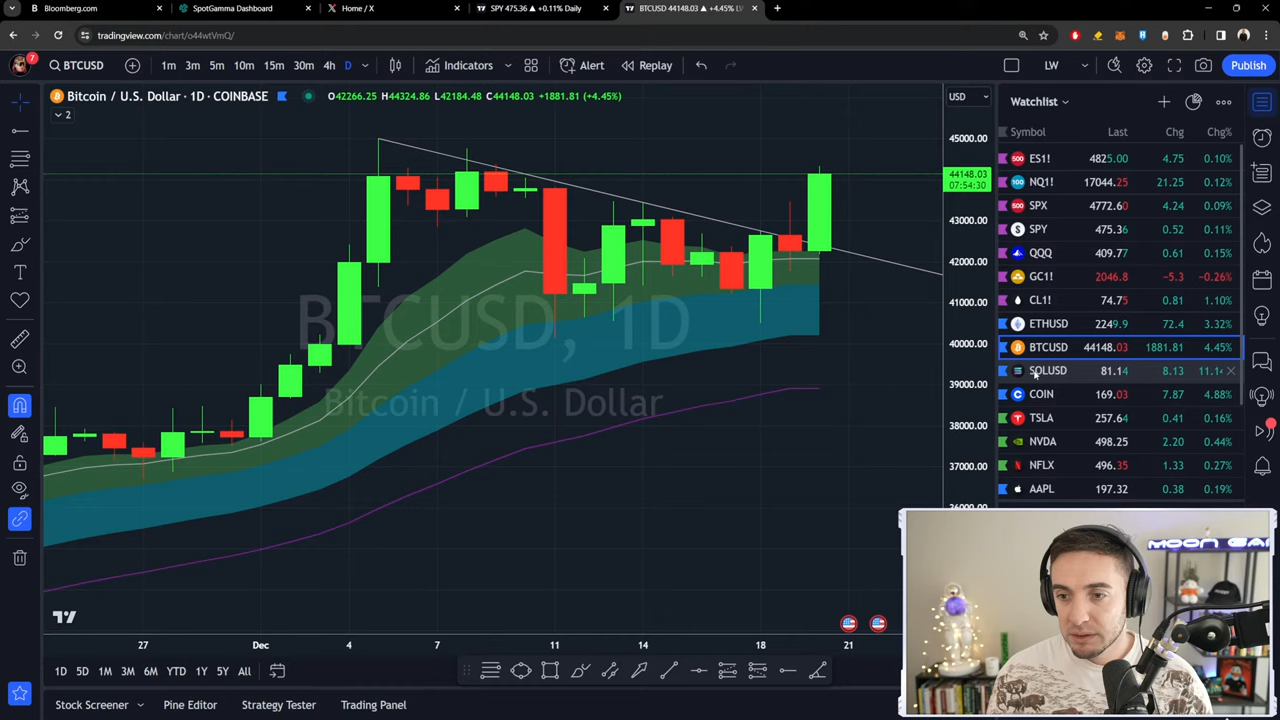 Bloomberg.com
SpotGamma Dashboard
Home / X
SPY 475.36 ▲ +0.11% Daily
BTCUSD 44148.03 ▲ +4.45% LW
tradingview.com/chart/o44wtVmQ/
7
BTCUSD
1m 3m 5m 10m 15m 30m 4h D
Indicators
Alert
Replay
LW
Publish
Bitcoin / U.S. Dollar · 1D · COINBASE
O42266.25 H44324.86 L42184.48 C44148.03 +1881.81 (+4.45%)
2
USD
45000.00
44148.03
07:54:30
43000.00
42000.00
41000.00
40000.00
39000.00
38000.00
37000.00
BTCUSD, 1D
Bitcoin / U.S. Dollar
27 Dec 4 7 11 14 18 21
Watchlist
Symbol Last Chg Chg%
ES1! 4825.00 4.75 0.10%
NQ1! 17044.25 21.25 0.12%
SPX 4772.60 4.24 0.09%
SPY 475.36 0.52 0.11%
QQQ 409.77 0.61 0.15%
GC1! 2046.8 -5.3 -0.26%
CL1! 74.75 0.81 1.10%
ETHUSD 2249.9 72.4 3.32%
BTCUSD 44148.03 1881.81 4.45%
SOLUSD 81.14 8.13
COIN 169.03 7.87 4.88%
TSLA 257.64 0.41 0.16%
NVDA 498.25 2.20 0.44%
NFLX 496.35 1.33 0.27%
AAPL 197.32 0.38 0.19%
1D 5D 1M 3M 6M YTD 1Y 5Y All
Stock Screener
Pine Editor
Strategy Tester
Trading Panel